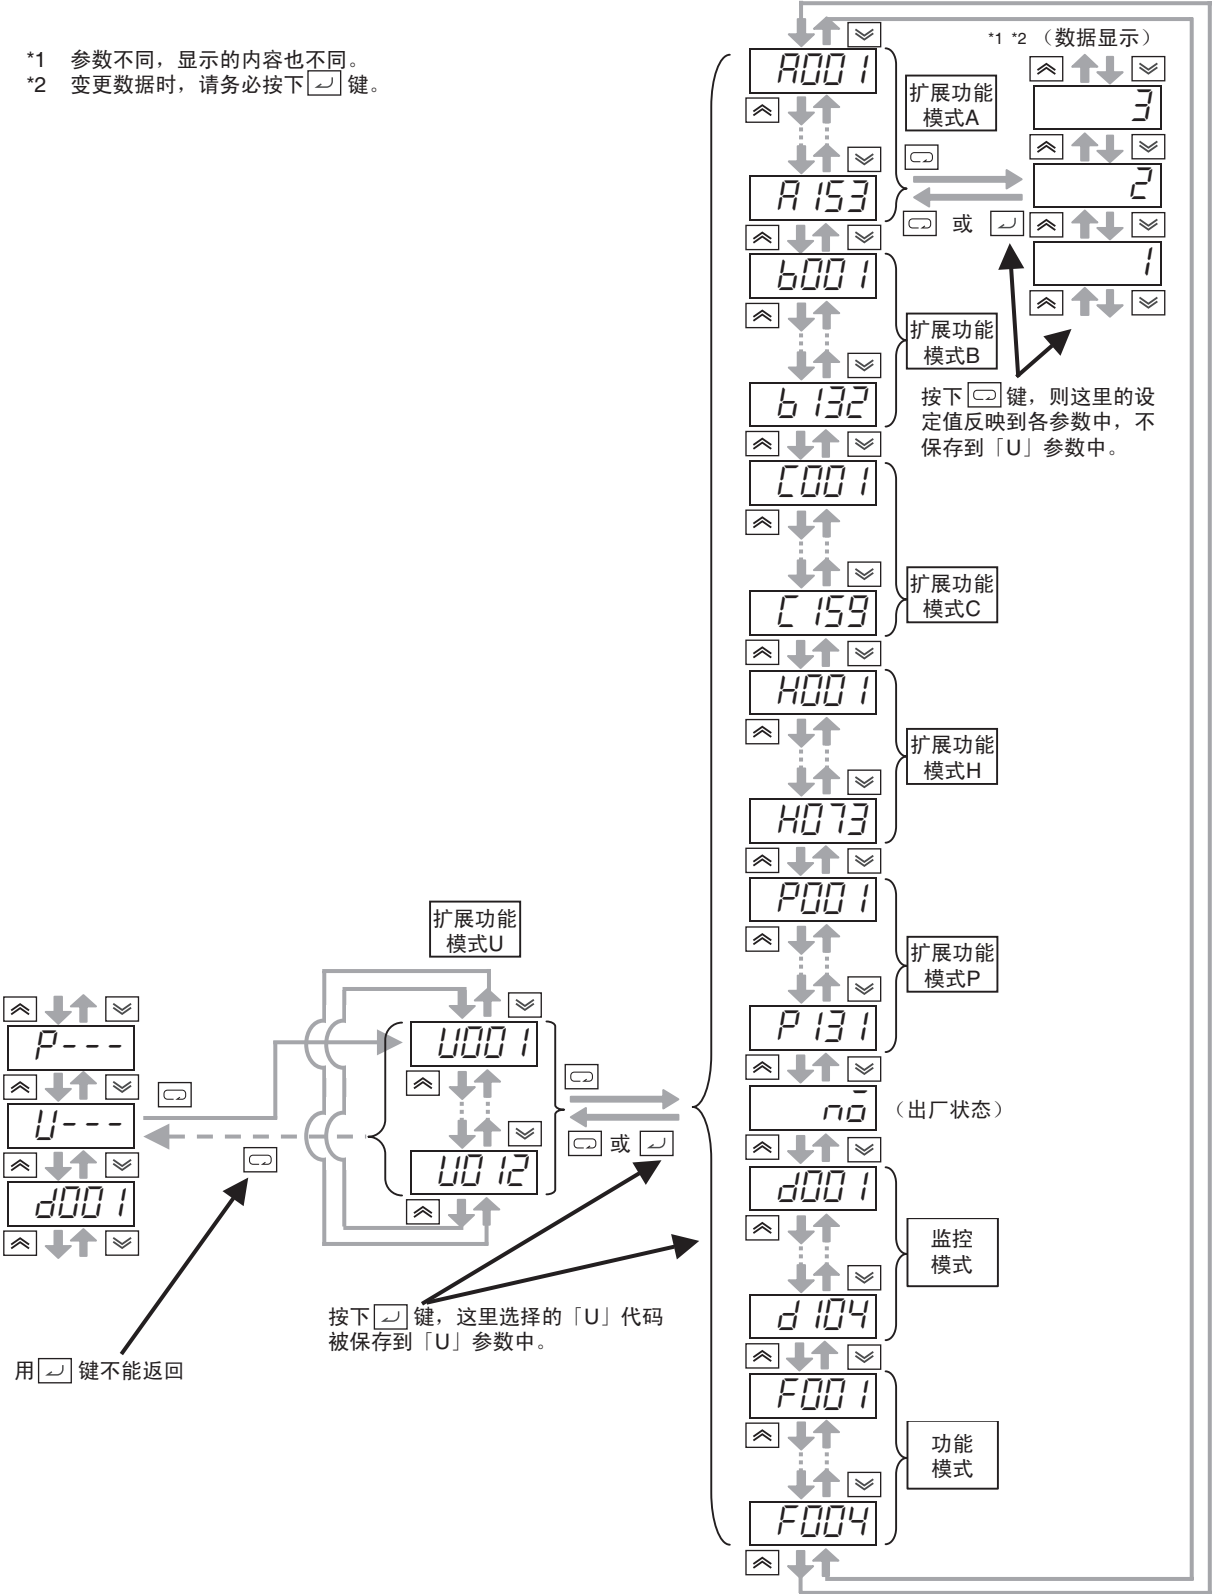 *1 参数不同，显示的内容也不同。
*2 变更数据时，请务必按下 键。
*1 *2 （数据显示）
A001
扩展功能
模式A
3
A153
2
或
b001
1
扩展功能
模式B
b132
按下 键，则这里的设
定值反映到各参数中，不
保存到「U」参数中。
C001
扩展功能
模式C
C159
H001
扩展功能
模式H
H073
P001
扩展功能
模式P
P131
扩展功能
模式U
P---
U001
U---
no
（出厂状态）
或
U012
d001
d001
监控
模式
d104
按下 键，这里选择的「U」代码
被保存到「U」参数中。
用 键不能返回
F001
功能
模式
F004